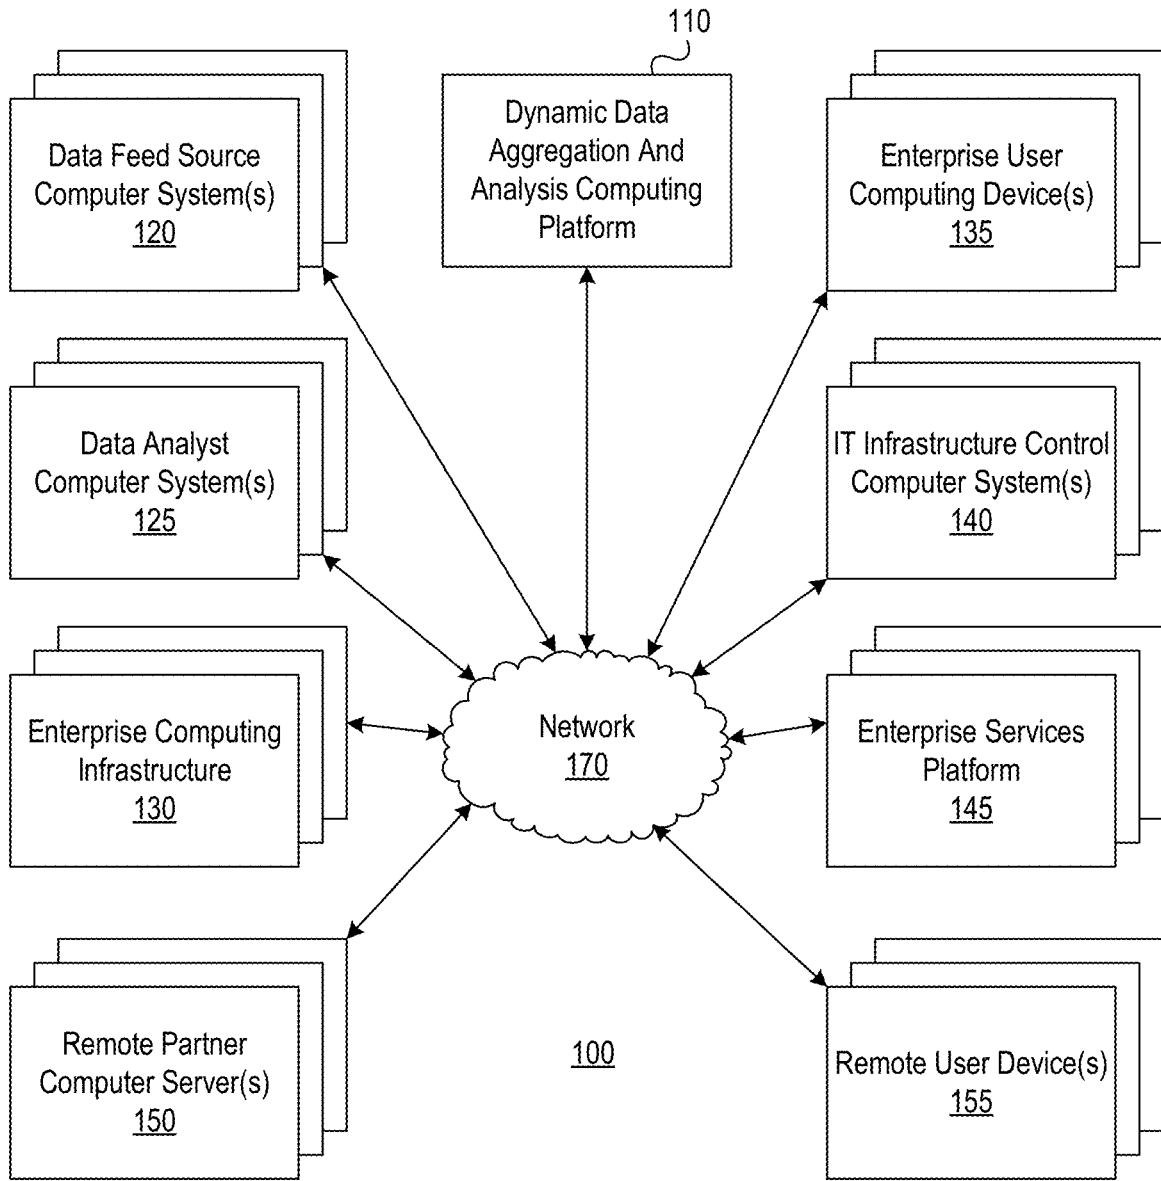 110
Data Feed Source
Computer System(s)
120
Dynamic Data
Aggregation And
Analysis Computing
Platform
Enterprise User
Computing Device(s)
135
Data Analyst
Computer System(s)
125
IT Infrastructure Control
Computer System(s)
140
Enterprise Computing
Infrastructure
130
Network
170
Enterprise Services
Platform
145
Remote Partner
Computer Server(s)
150
100
Remote User Device(s)
155